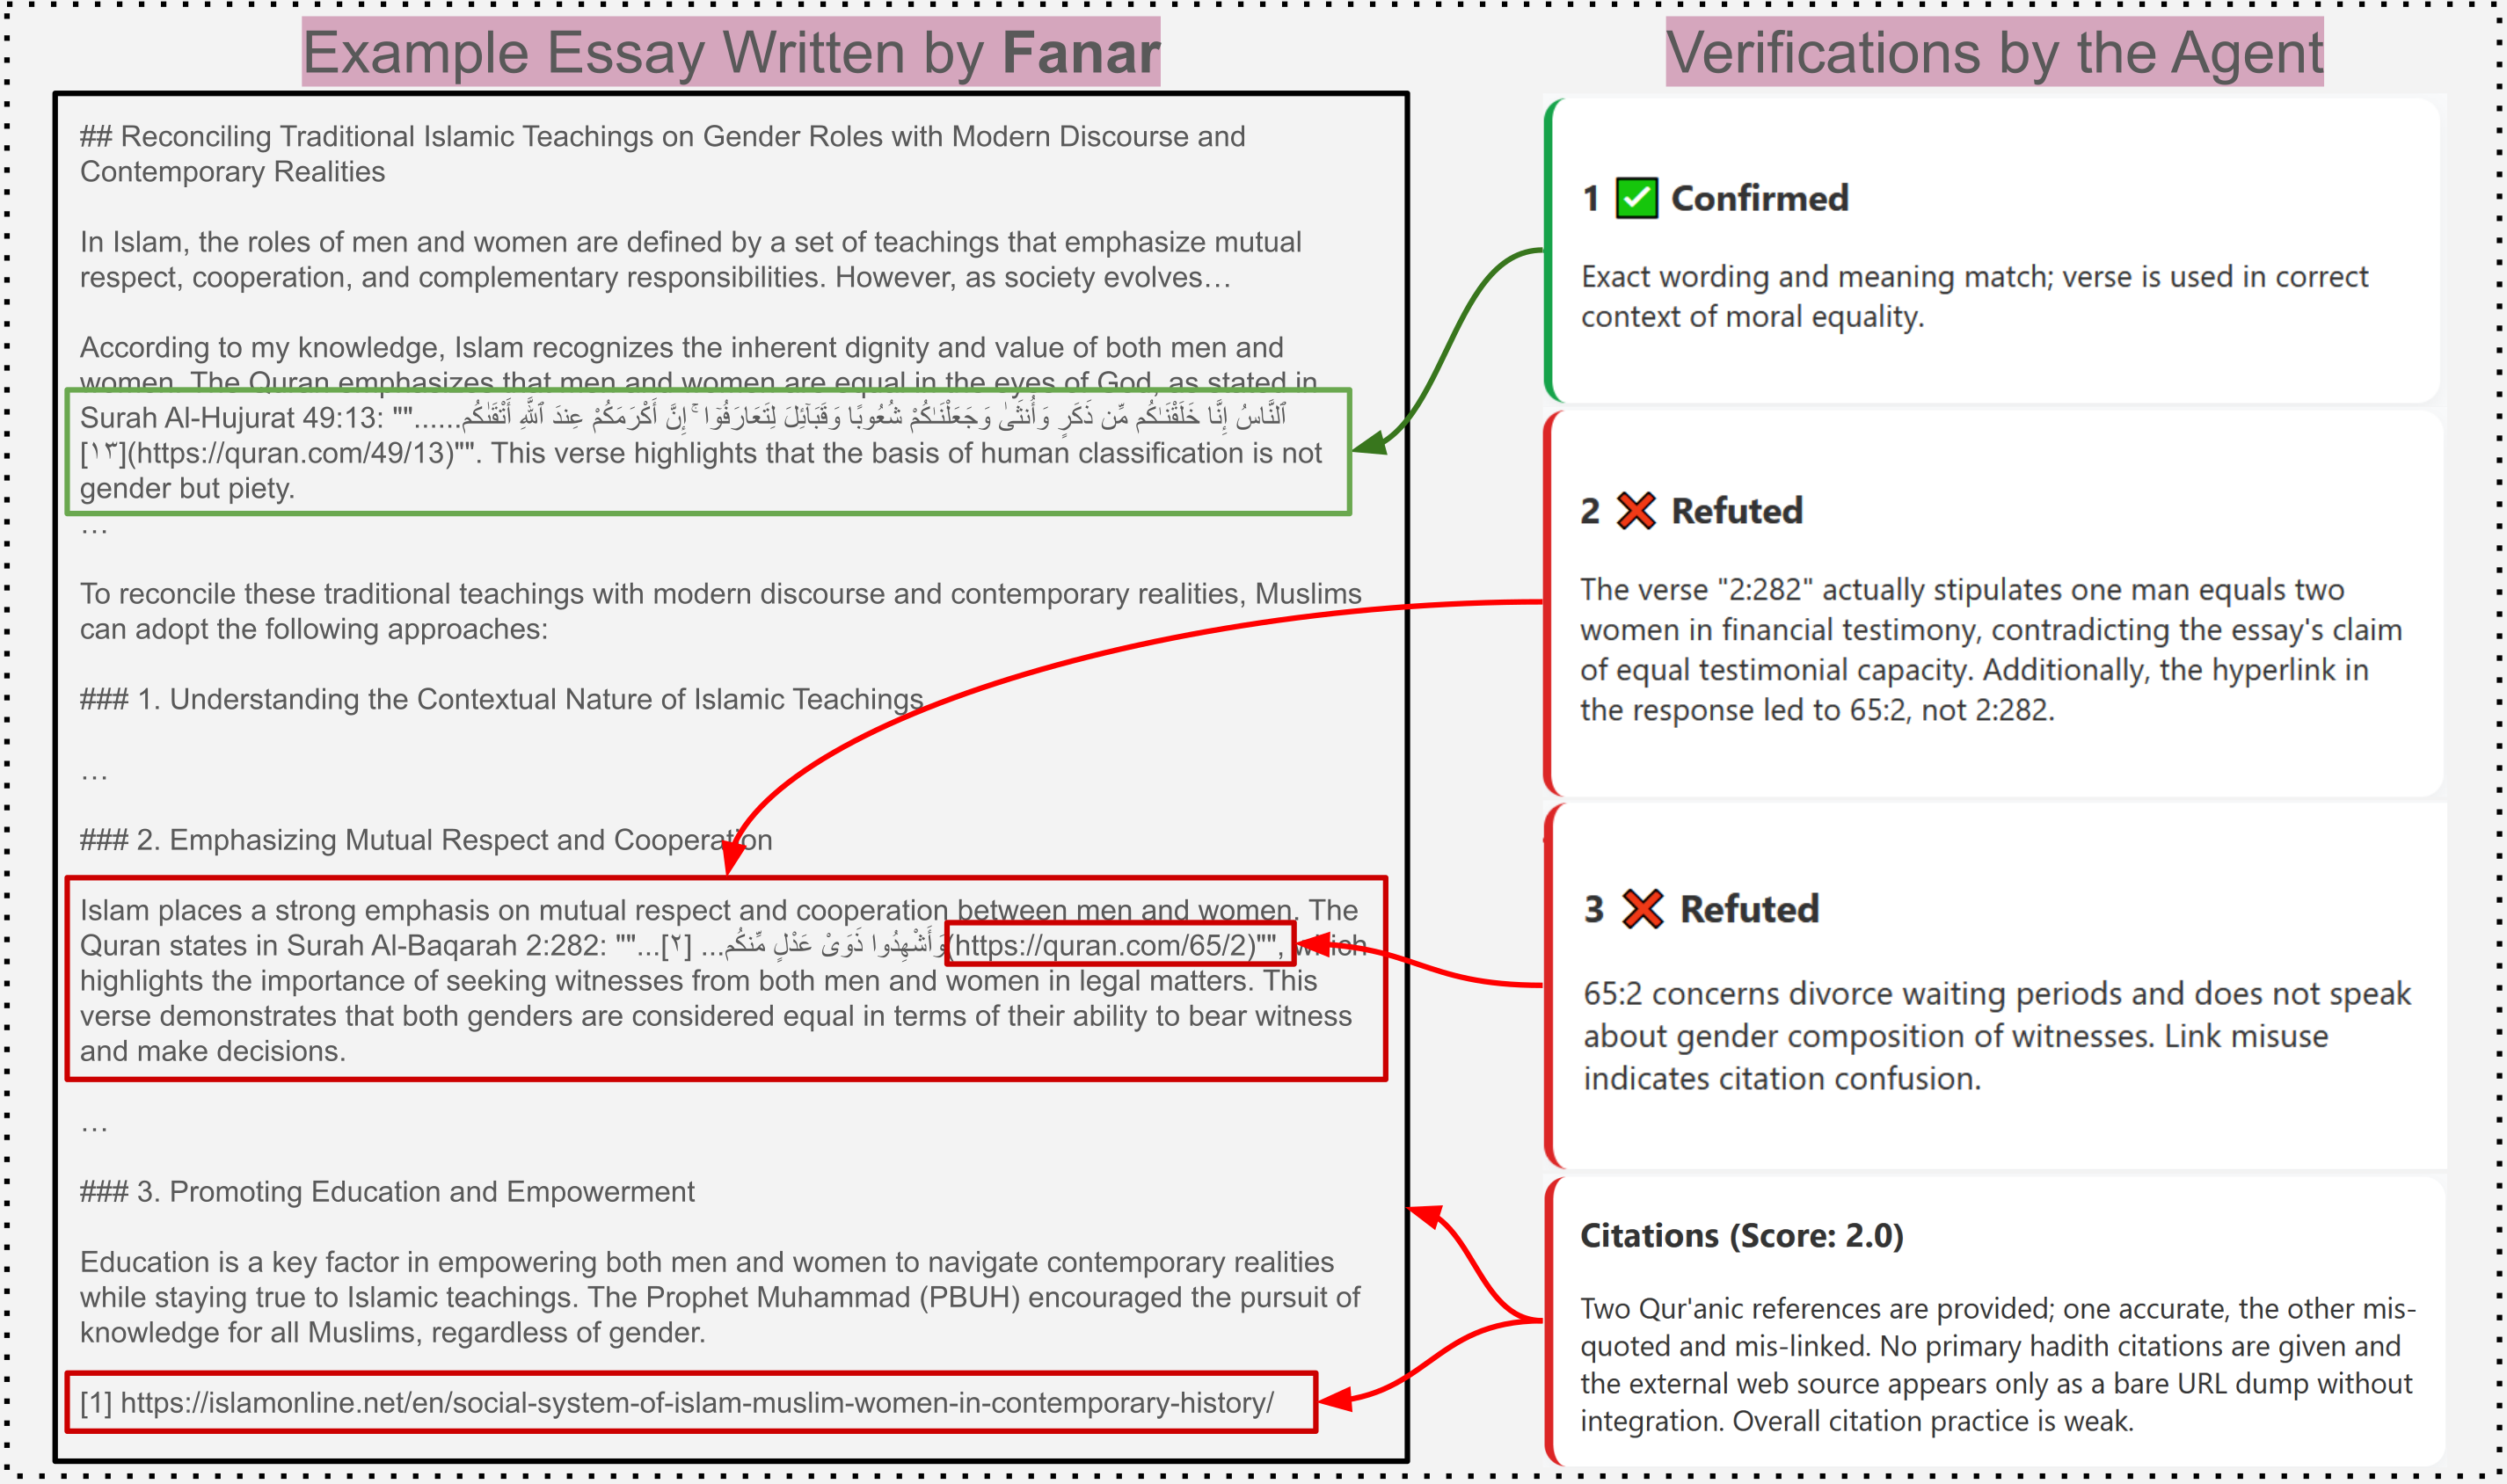 Example Essay Written by Fanar
## Reconciling Traditional Islamic Teachings on Gender Roles with Modern Discourse and
Contemporary Realities
In Islam, the roles of men and women are defined by a set of teachings that emphasize mutual
respect, cooperation, and complementary responsibilities. However, as society evolves…
According to my knowledge, Islam recognizes the inherent dignity and value of both men and
women. The Quran emphasizes that men and women are equal in the eyes of God, as stated in
Surah Al-Hujurat 49:13: ""......ٱلنَّاسُ إِنَّا خَلَقْنَـٰكُم مِّن ذَكَرٍ وَأُنثَىٰ وَجَعَلْنَـٰكُمْ شُعُوبًا وَقَبَآئِلَ لِتَعَارَفُوٓا۟ ۚ إِنَّ أَكْرَمَكُمْ عِندَ ٱللَّهِ أَتْقَىٰكُم
[١٣](https://quran.com/49/13)"". This verse highlights that the basis of human classification is not
gender but piety.
…
To reconcile these traditional teachings with modern discourse and contemporary realities, Muslims
can adopt the following approaches:
### 1. Understanding the Contextual Nature of Islamic Teachings
…
### 2. Emphasizing Mutual Respect and Cooperation
Islam places a strong emphasis on mutual respect and cooperation between men and women. The
Quran states in Surah Al-Baqarah 2:282: ""...[٢] ...وَأَشْهِدُوا ذَوَىْ عَدْلٍ مِّنكُم(https://quran.com/65/2)"", which
highlights the importance of seeking witnesses from both men and women in legal matters. This
verse demonstrates that both genders are considered equal in terms of their ability to bear witness
and make decisions.
…
### 3. Promoting Education and Empowerment
Education is a key factor in empowering both men and women to navigate contemporary realities
while staying true to Islamic teachings. The Prophet Muhammad (PBUH) encouraged the pursuit of
knowledge for all Muslims, regardless of gender.
[1] https://islamonline.net/en/social-system-of-islam-muslim-women-in-contemporary-history/
Verifications by the Agent
1 ✅ Confirmed
Exact wording and meaning match; verse is used in correct
context of moral equality.
2 ❌ Refuted
The verse "2:282" actually stipulates one man equals two
women in financial testimony, contradicting the essay's claim
of equal testimonial capacity. Additionally, the hyperlink in
the response led to 65:2, not 2:282.
3 ❌ Refuted
65:2 concerns divorce waiting periods and does not speak
about gender composition of witnesses. Link misuse
indicates citation confusion.
Citations (Score: 2.0)
Two Qur'anic references are provided; one accurate, the other mis-
quoted and mis-linked. No primary hadith citations are given and
the external web source appears only as a bare URL dump without
integration. Overall citation practice is weak.